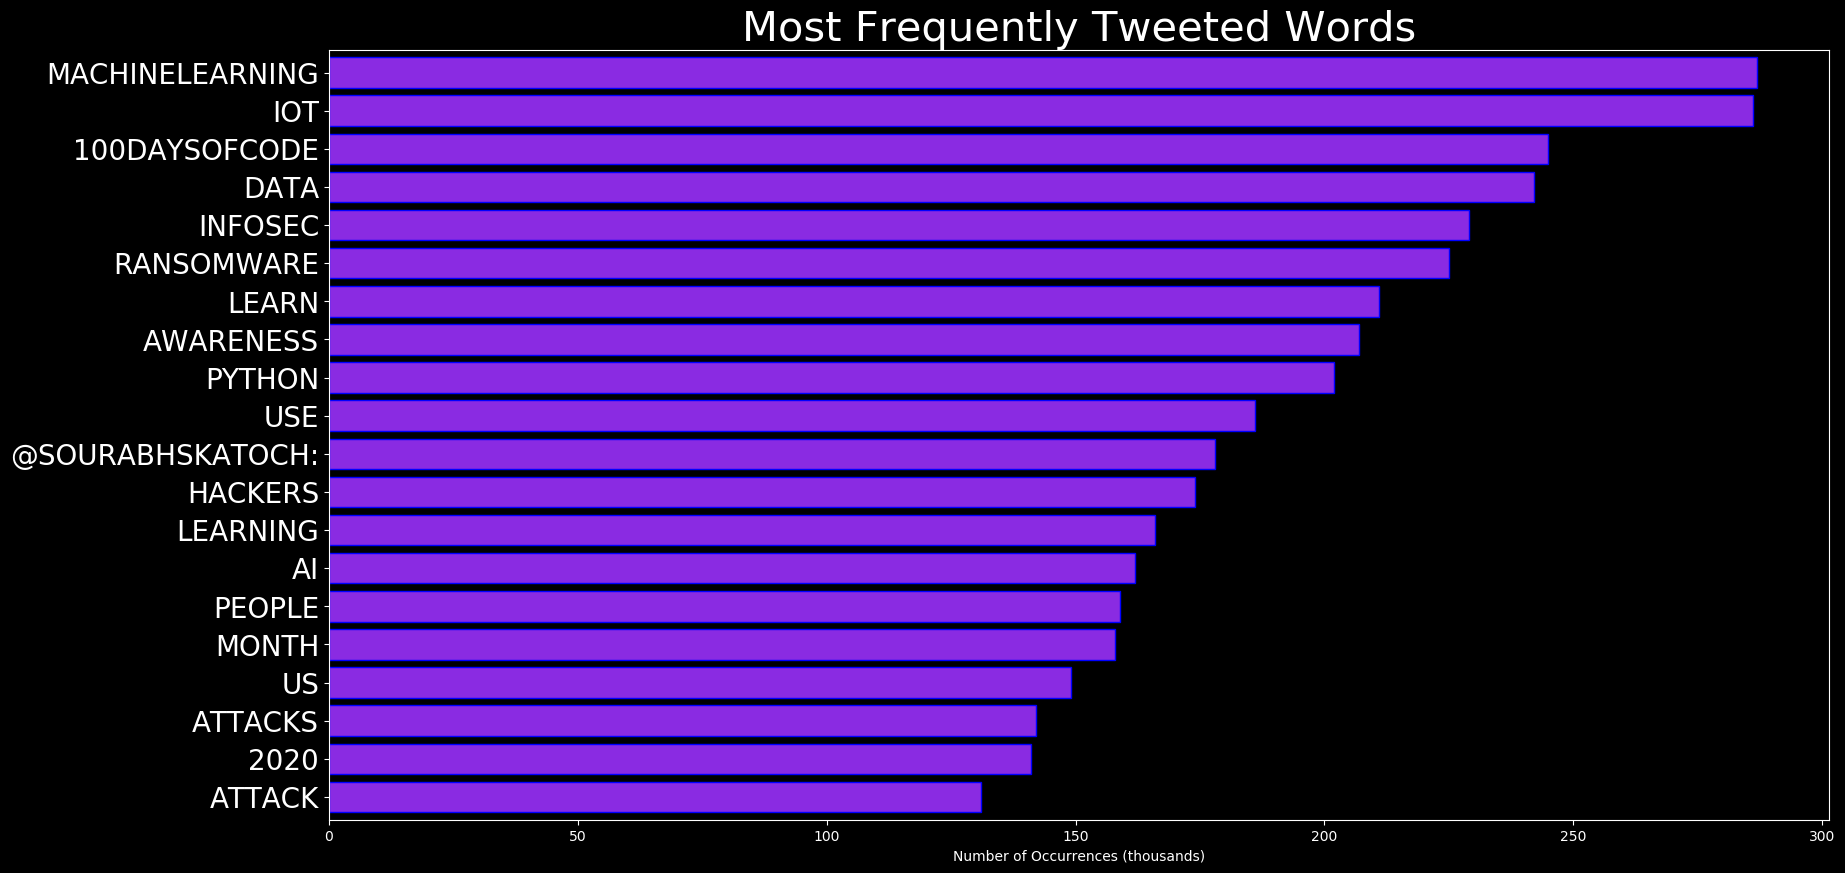 Most Frequently Tweeted Words
MACHINELEARNING
IOT
100DAYSOFCODE
DATA
INFOSEC
RANSOMWARE
LEARN
AWARENESS
PYTHON
USE
@SOURABHSKATOCH:
HACKERS
LEARNING
AI
PEOPLE
MONTH
US
ATTACKS
2020
ATTACK
0 50 100 150 200 250 300
Number of Occurrences (thousands)